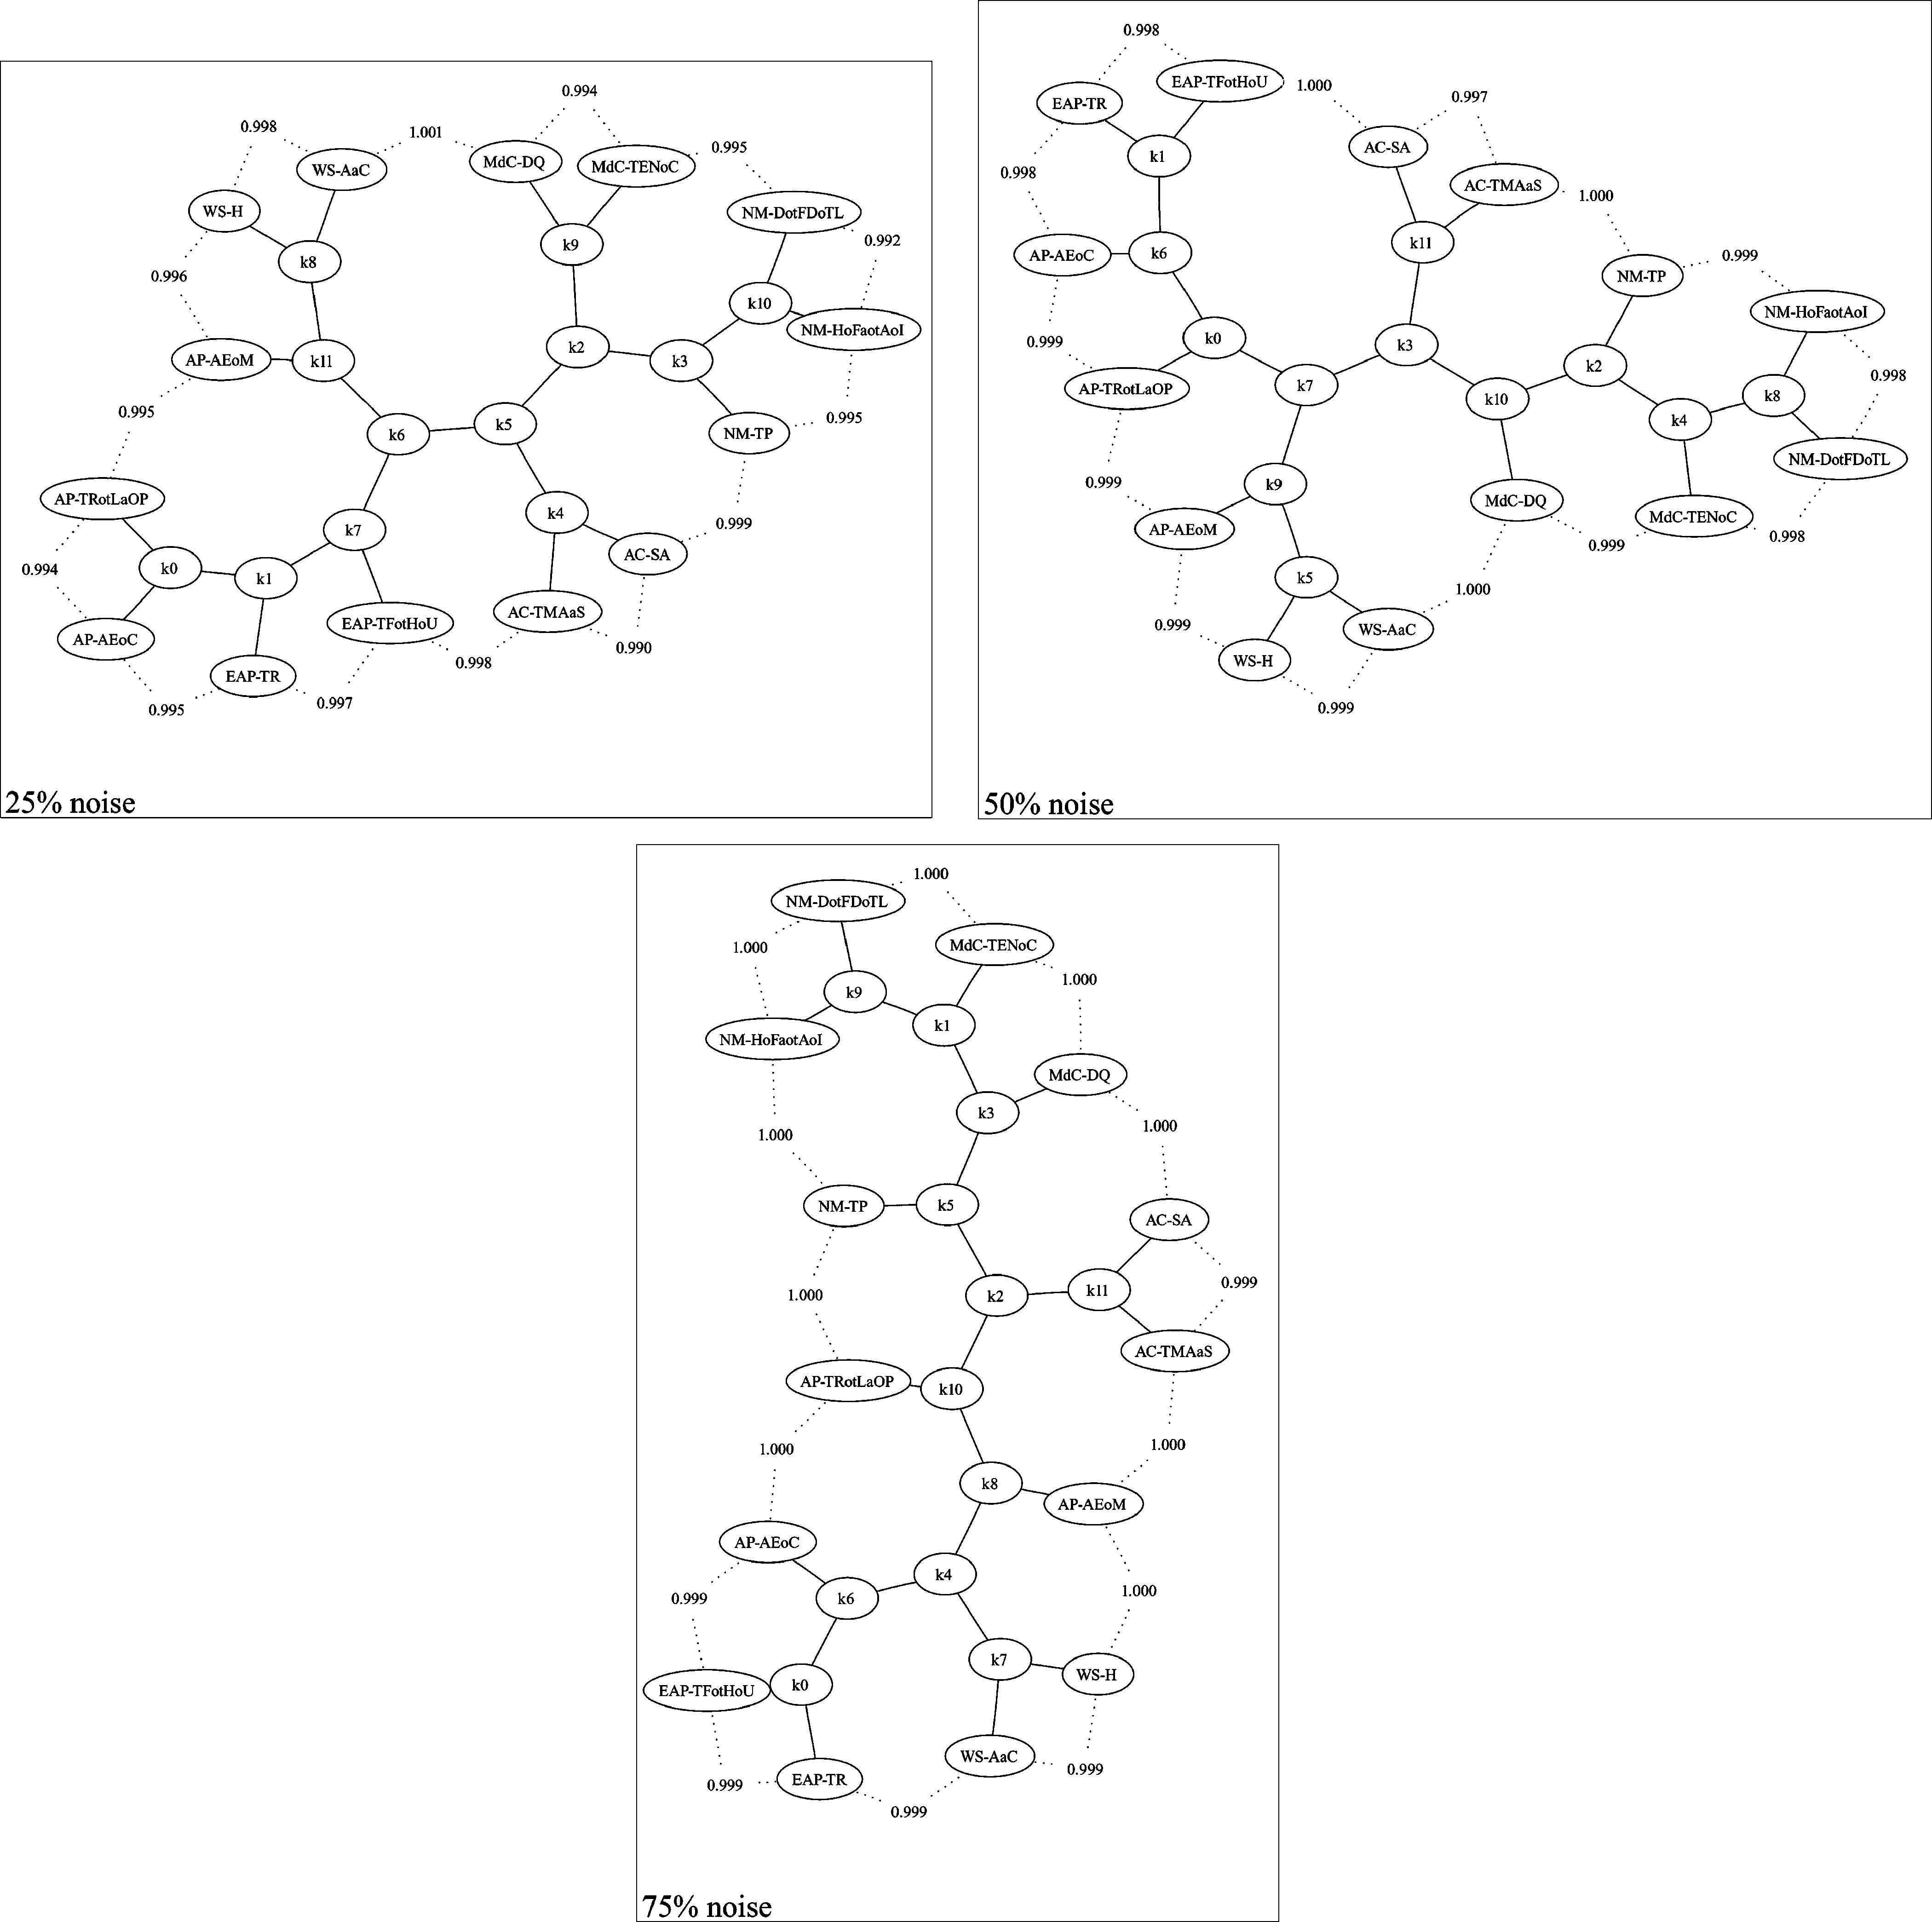 0.994
0.998
1.001
MdC-DQ
MdC-TENoC
0.995
WS-AaC
WS-H
NM-DotFDoTL
k9
0.992
k8
0.996
k10
NM-HoFaotAoI
AP-AEoM
k11
k2
k3
0.995
0.995
k6
k5
NM-TP
AP-TRotLaOP
k7
k4
0.999
0.994
k0
k1
AC-SA
AP-AEoC
EAP-TFotHoU
AC-TMAaS
0.998
0.990
EAP-TR
0.995
0.997
25% noise
0.998
EAP-TFotHoU
1.000
EAP-TR
0.997
AC-SA
k1
0.998
AC-TMAaS
1.000
AP-AEoC
k6
k11
NM-TP
0.999
NM-HoFaotAoI
0.999
k0
k3
k2
AP-TRotLaOP
k7
k10
k8
0.998
k4
0.999
k9
MdC-DQ
NM-DotFDoTL
AP-AEoM
MdC-TENoC
0.999
0.998
k5
1.000
0.999
WS-AaC
WS-H
0.999
50% noise
1.000
NM-DotFDoTL
1.000
MdC-TENoC
1.000
k9
k1
NM-HoFaotAoI
MdC-DQ
k3
1.000
1.000
NM-TP
k5
AC-SA
1.000
k2
k11
0.999
AP-TRotLaOP
k10
AC-TMAaS
1.000
1.000
k8
AP-AEoM
AP-AEoC
k4
0.999
k6
1.000
k7
WS-H
EAP-TFotHoU
k0
WS-AaC
0.999
0.999
EAP-TR
0.999
75% noise